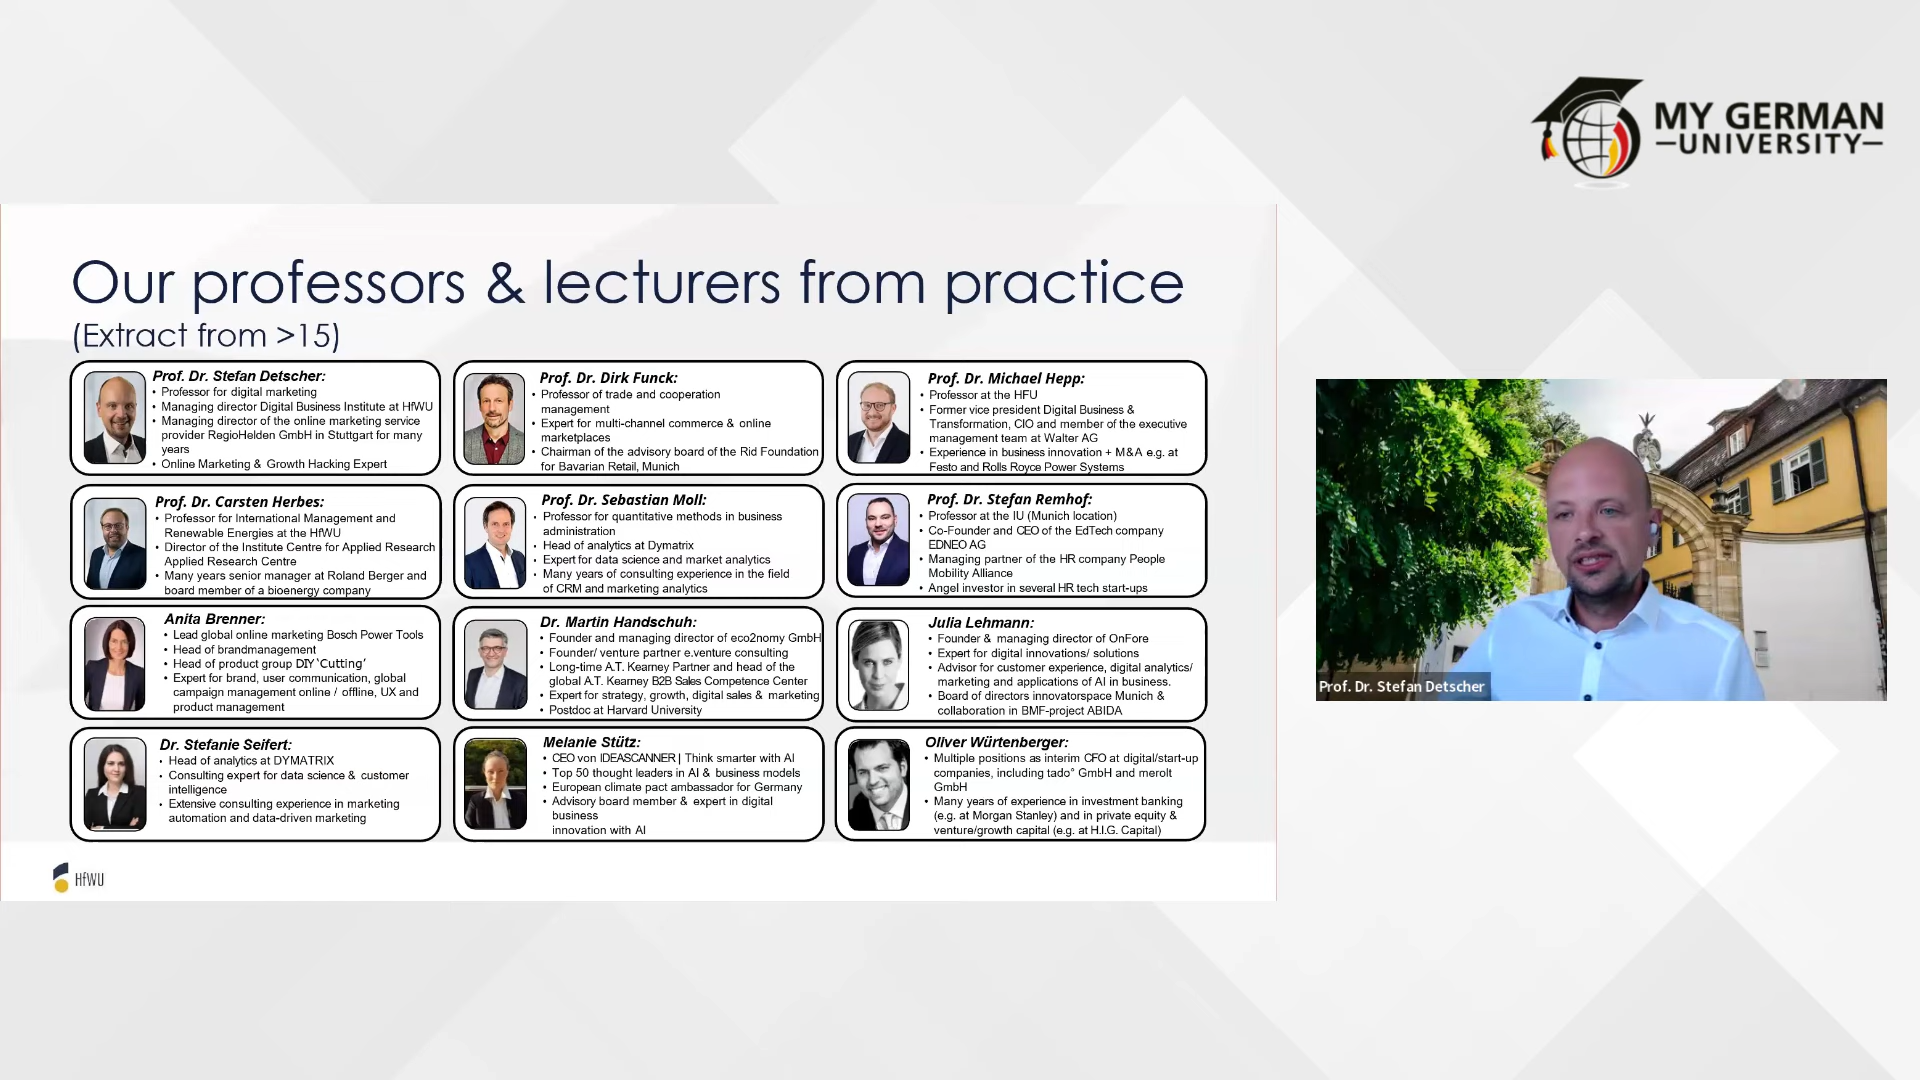 MY GERMAN
UNIVERSITY
Our professors & lecturers from practice
(Extract from >15)
Prof. Dr. Stefan Detscher:
• Professor for digital marketing
• Managing director Digital Business Institute at HfWU
• Managing director of the online marketing service
provider RegioHelden GmbH in Stuttgart for many
years
• Online Marketing & Growth Hacking Expert
Prof. Dr. Dirk Funck:
• Professor of trade and cooperation
management
• Expert for multi-channel commerce & online
marketplaces
• Chairman of the advisory board of the Rid Foundation
for Bavarian Retail, Munich
Prof. Dr. Michael Hepp:
• Professor at the HFU
• Former vice president Digital Business &
Transformation, CIO and member of the executive
management team at Walter AG
• Experience in business innovation + M&A e.g. at
Festo and Rolls Royce Power Systems
Prof. Dr. Carsten Herbes:
• Professor for International Management and
Renewable Energies at the HfWU
• Director of the Institute Centre for Applied Research
Applied Research Centre
• Many years senior manager at Roland Berger and
board member of a bioenergy company
Prof. Dr. Sebastian Moll:
• Professor for quantitative methods in business
administration
• Head of analytics at Dymatrix
• Expert for data science and market analytics
• Many years of consulting experience in the field
of CRM and marketing analytics
Prof. Dr. Stefan Remhof:
• Professor at the IU (Munich location)
• Co-Founder and CEO of the EdTech company
EDNEO AG
• Managing partner of the HR company People
Mobility Alliance
• Angel investor in several HR tech start-ups
Anita Brenner:
• Lead global online marketing Bosch Power Tools
• Head of brandmanagement
• Head of product group DIY ‘Cutting’
• Expert for brand, user communication, global
campaign management online / offline, UX and
product management
Dr. Martin Handschuh:
• Founder and managing director of eco2nomy GmbH
• Founder/ venture partner e.venture consulting
• Long-time A.T. Kearney Partner and head of the
global A.T. Kearney B2B Sales Competence Center
• Expert for strategy, growth, digital sales & marketing
• Postdoc at Harvard University
Julia Lehmann:
• Founder & managing director of OnFore
• Expert for digital innovations/ solutions
• Advisor for customer experience, digital analytics/
marketing and applications of AI in business.
• Board of directors innovatorspace Munich &
collaboration in BMF-project ABIDA
Dr. Stefanie Seifert:
• Head of analytics at DYMATRIX
• Consulting expert for data science & customer
intelligence
• Extensive consulting experience in marketing
automation and data-driven marketing
Melanie Stütz:
• CEO von IDEASCANNER | Think smarter with AI
• Top 50 thought leaders in AI & business models
• European climate pact ambassador for Germany
• Advisory board member & expert in digital
business
innovation with AI
Oliver Würtenberger:
• Multiple positions as interim CFO at digital/start-up
companies, including tado° GmbH and merolt
GmbH
• Many years of experience in investment banking
(e.g. at Morgan Stanley) and in private equity &
venture/growth capital (e.g. at H.I.G. Capital)
HfWU
Prof. Dr. Stefan Detscher